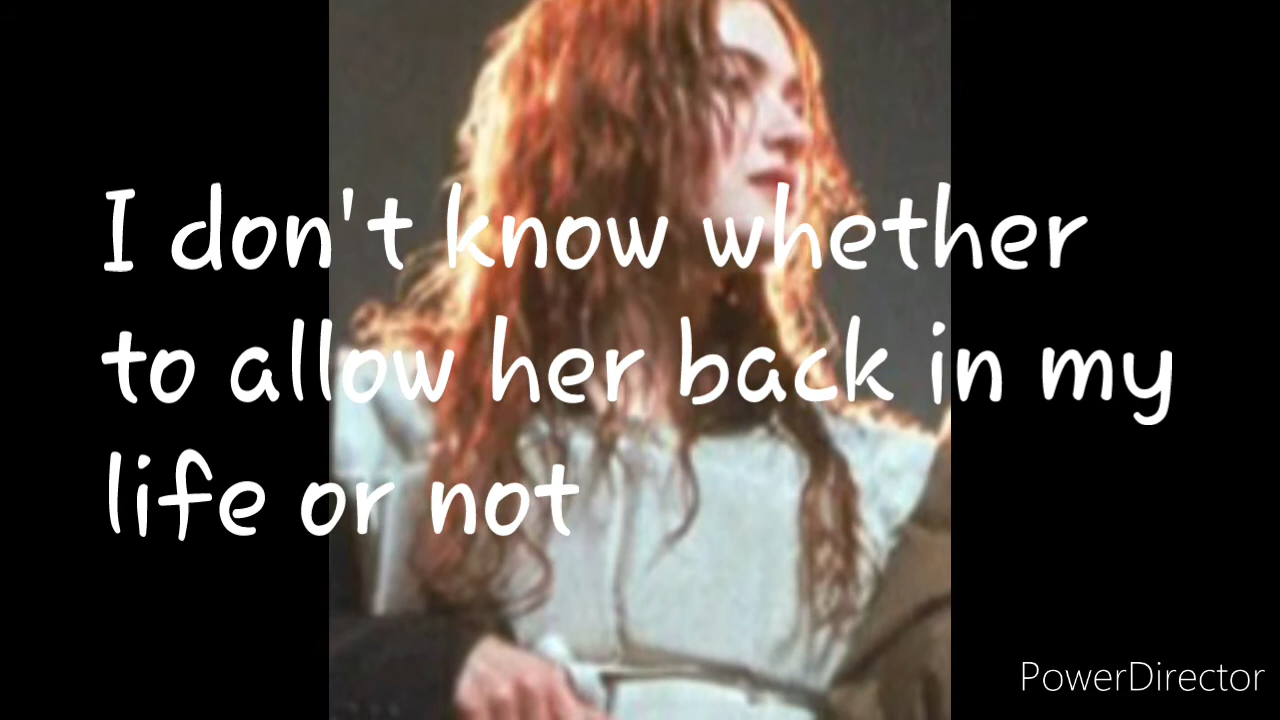 I don't know whether
to allow her back in my
life or not
PowerDirector